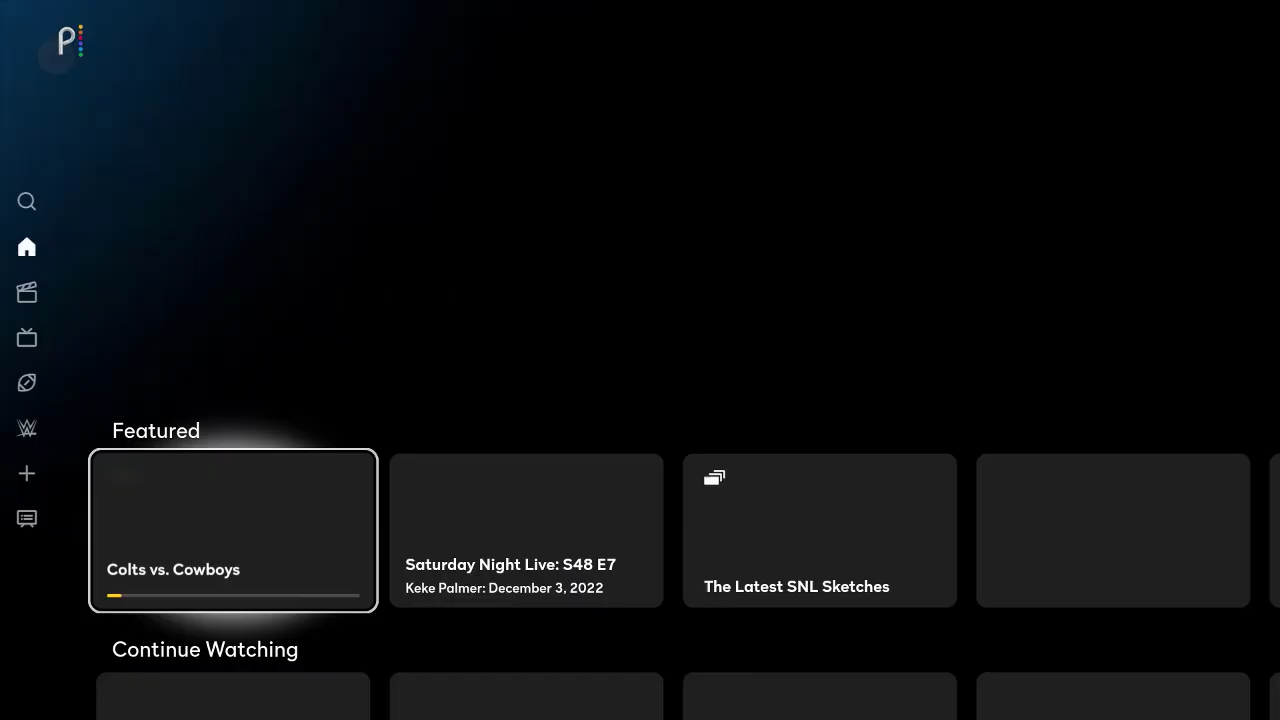 Featured
Colts vs. Cowboys
Saturday Night Live: S48 E7
Keke Palmer: December 3, 2022
The Latest SNL Sketches
Continue Watching